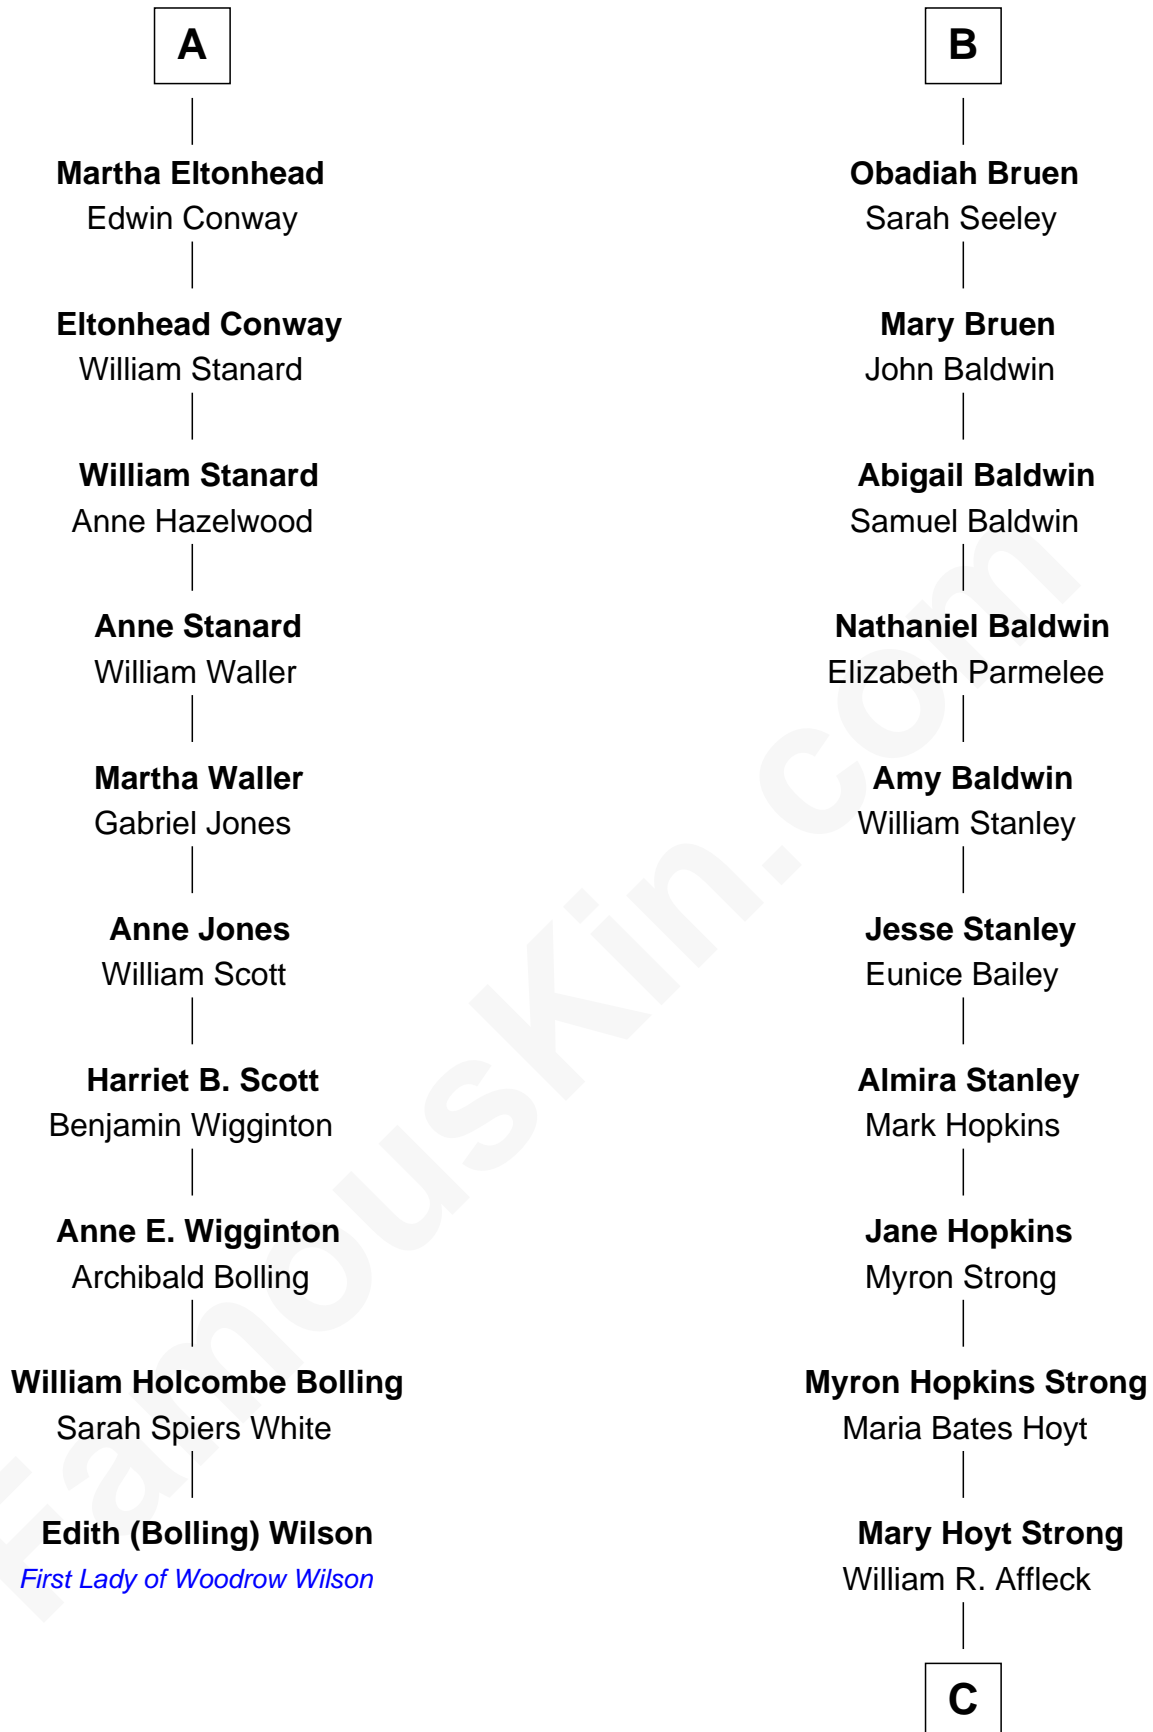 A
Martha Eltonhead
Edwin Conway
Eltonhead Conway
William Stanard
William Stanard
Anne Hazelwood
Anne Stanard
William Waller
Martha Waller
Gabriel Jones
Anne Jones
William Scott
Harriet B. Scott
Benjamin Wigginton
Anne E. Wigginton
Archibald Bolling
William Holcombe Bolling
Sarah Spiers White
Edith (Bolling) Wilson
First Lady of Woodrow Wilson
B
Obadiah Bruen
Sarah Seeley
Mary Bruen
John Baldwin
Abigail Baldwin
Samuel Baldwin
Nathaniel Baldwin
Elizabeth Parmelee
Amy Baldwin
William Stanley
Jesse Stanley
Eunice Bailey
Almira Stanley
Mark Hopkins
Jane Hopkins
Myron Strong
Myron Hopkins Strong
Maria Bates Hoyt
Mary Hoyt Strong
William R. Affleck
C
FamousKin.com